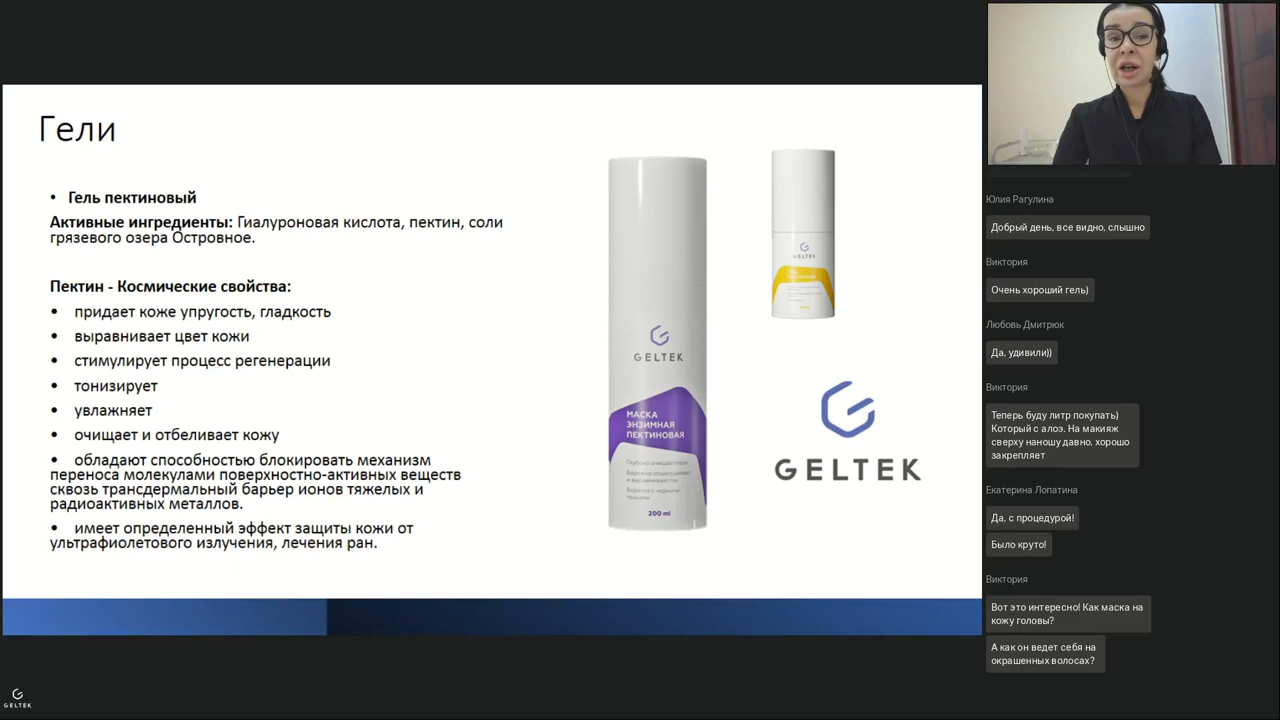 Гели
• Гель пектиновый
Активные ингредиенты: Гиалуроновая кислота, пектин, соли
грязевого озера Островное.
Пектин - Космические свойства:
• придает коже упругость, гладкость
• выравнивает цвет кожи
• стимулирует процесс регенерации
• тонизирует
• увлажняет
• очищает и отбеливает кожу
• обладают способностью блокировать механизм
переноса молекулами поверхностно-активных веществ
сквозь трансдермальный барьер ионов тяжелых и
радиоактивных металлов.
• имеет определенный эффект защиты кожи от
ультрафиолетового излучения, лечения ран.
GELTEK
МАСКА
ЭНЗИМНАЯ
ПЕКТИНОВАЯ
Глубоко очищает поры
200 ml
GELTEK
GELTEK
Юлия Рагулина
Добрый день, все видно, слышно
Виктория
Очень хороший гель)
Любовь Дмитрюк
Да, удивили))
Виктория
Теперь буду литр покупать)
Который с алоэ. На макияж
сверху наношу давно, хорошо
закрепляет
Екатерина Лопатина
Да, с процедурой!
Было круто!
Виктория
Вот это интересно! Как маска на
кожу головы?
А как он ведет себя на
окрашенных волосах?
GELTEK